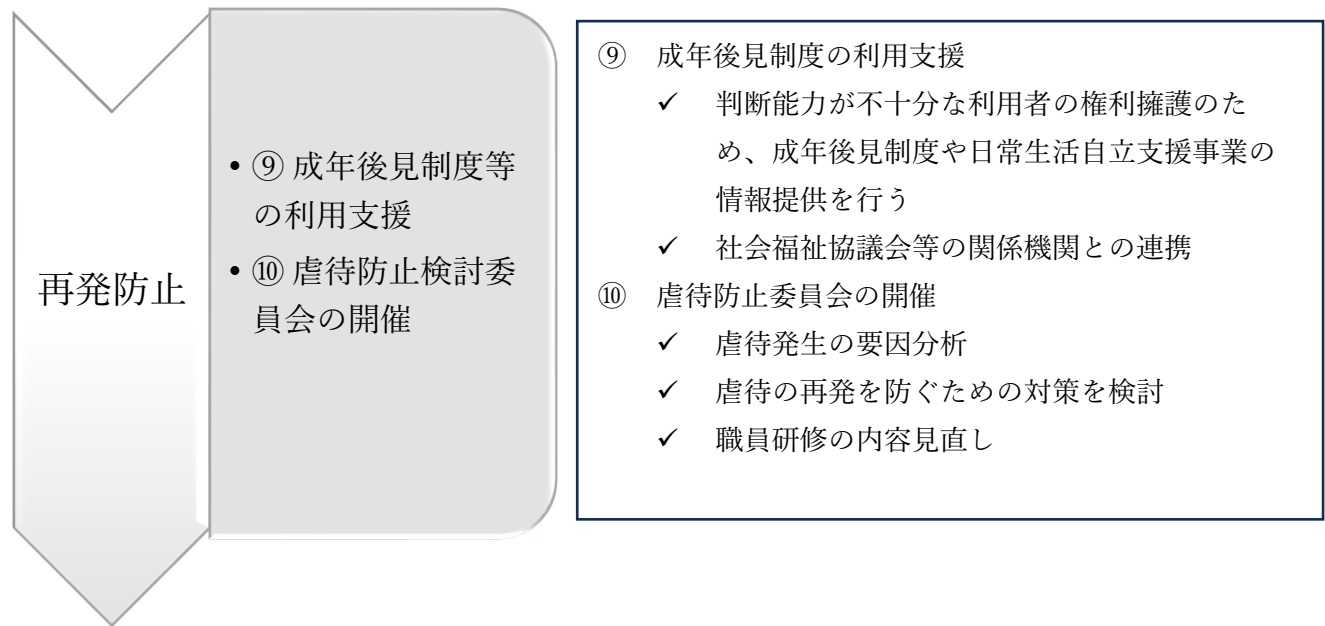 再発防止
• ⑨ 成年後見制度等
の利用支援
• ⑩ 虐待防止検討委
員会の開催
⑨ 成年後見制度の利用支援
✓ 判断能力が不十分な利用者の権利擁護のた
め、成年後見制度や日常生活自立支援事業の
情報提供を行う
✓ 社会福祉協議会等の関係機関との連携
⑩ 虐待防止委員会の開催
✓ 虐待発生の要因分析
✓ 虐待の再発を防ぐための対策を検討
✓ 職員研修の内容見直し